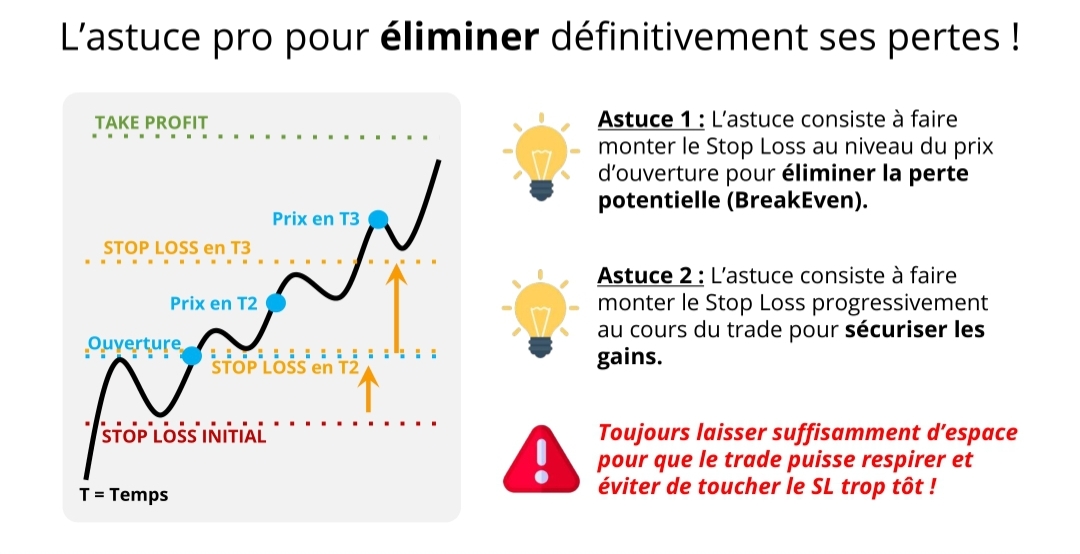 L’astuce pro pour éliminer définitivement ses pertes !
TAKE PROFIT
Prix en T3
STOP LOSS en T3
Prix en T2
Ouverture
STOP LOSS en T2
STOP LOSS INITIAL
T = Temps
Astuce 1 : L’astuce consiste à faire
monter le Stop Loss au niveau du prix
d’ouverture pour éliminer la perte
potentielle (BreakEven).
Astuce 2 : L’astuce consiste à faire
monter le Stop Loss progressivement
au cours du trade pour sécuriser les
gains.
Toujours laisser suffisamment d’espace
pour que le trade puisse respirer et
éviter de toucher le SL trop tôt !